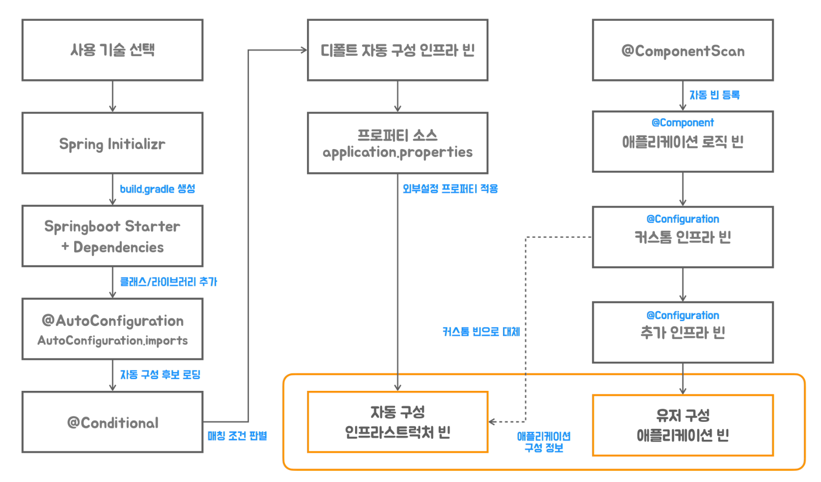 사용 기술 선택
Spring Initializr
build.gradle 생성
Springboot Starter
+ Dependencies
클래스/라이브러리 추가
@AutoConfiguration
AutoConfiguration.imports
자동 구성 후보 로딩
@Conditional
매칭 조건 판별
디폴트 자동 구성 인프라 빈
프로퍼티 소스
application.properties
외부설정 프로퍼티 적용
커스톰 빈으로 대체
자동 구성
인프라스트럭처 빈
애플리케이션
구성 정보
@ComponentScan
자동 빈 등록
@Component
애플리케이션 로직 빈
@Configuration
커스톰 인프라 빈
@Configuration
추가 인프라 빈
유저 구성
애플리케이션 빈